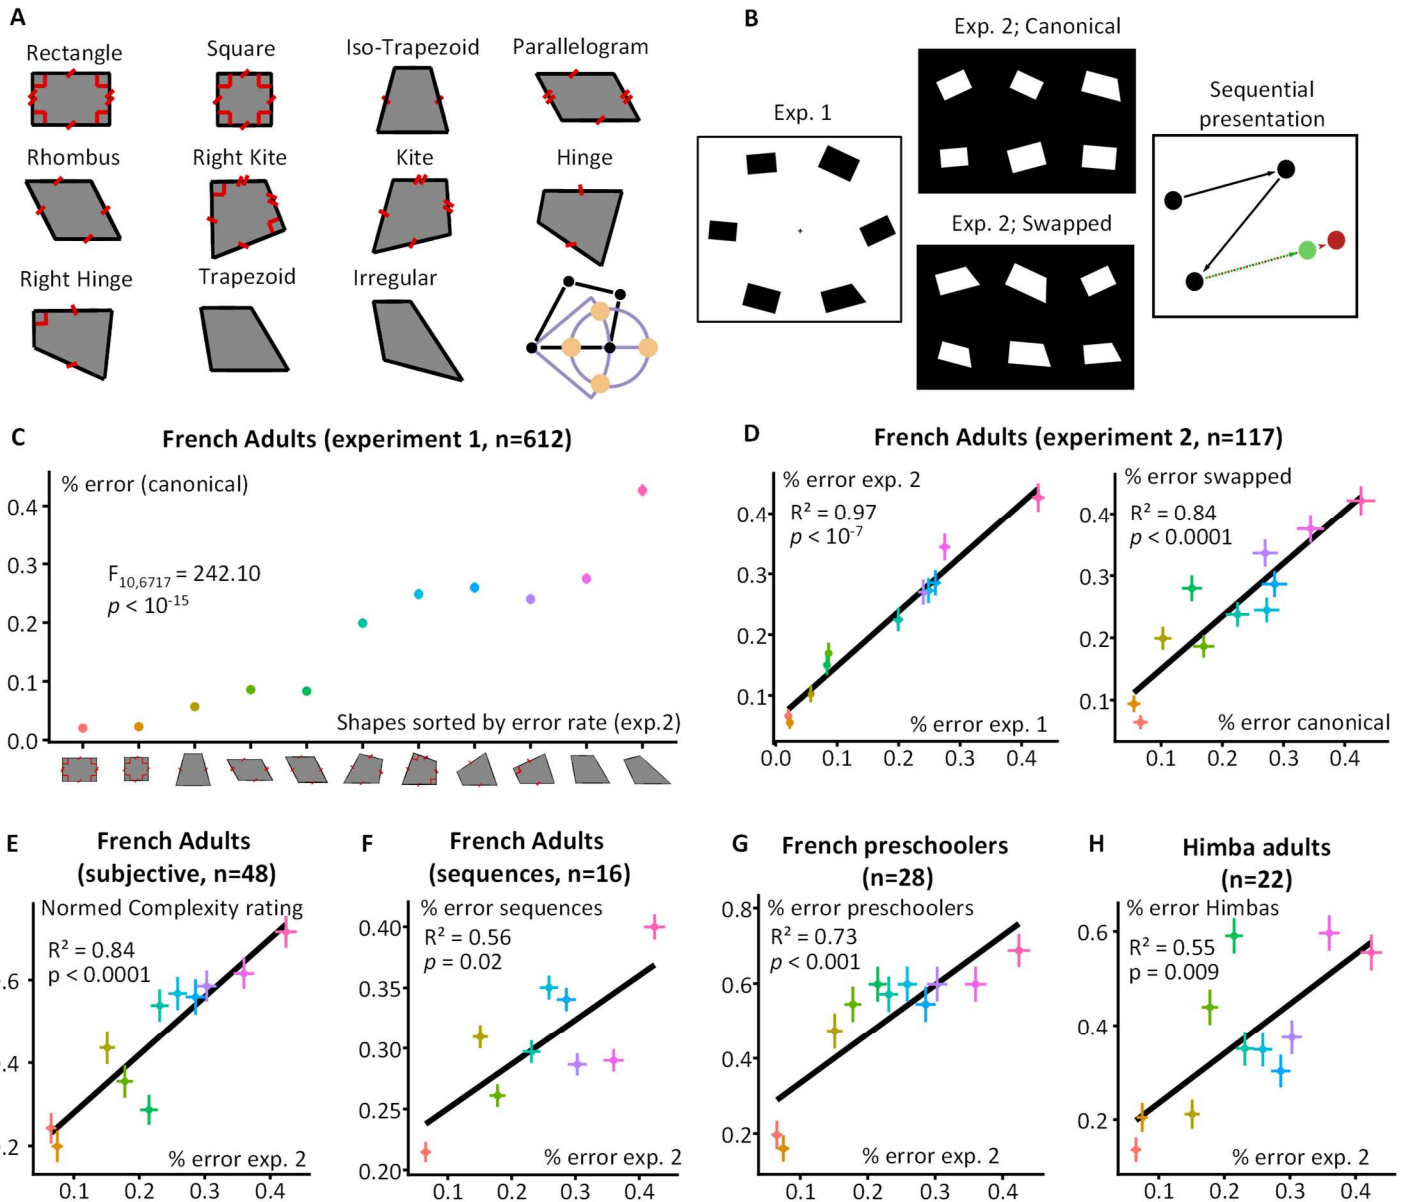 A
Rectangle
Square
Iso-Trapezoid
Parallelogram
Rhombus
Right Kite
Kite
Hinge
Right Hinge
Trapezoid
Irregular
B
Exp. 1
Exp. 2; Canonical
Exp. 2; Swapped
Sequential
presentation
C
French Adults (experiment 1, n=612)
% error (canonical)
F10,6717 = 242.10
p < 10-15
Shapes sorted by error rate (exp.2)
0.4
0.3
0.2
0.1
0.0
D
French Adults (experiment 2, n=117)
% error exp. 2
R² = 0.97
p < 10-7
% error exp. 1
0.4
0.3
0.2
0.1
0.0 0.1 0.2 0.3 0.4
% error swapped
R² = 0.84
p < 0.0001
% error canonical
0.4
0.3
0.2
0.1
0.1 0.2 0.3 0.4
E
French Adults
(subjective, n=48)
Normed Complexity rating
R² = 0.84
p < 0.0001
% error exp. 2
.6
0.4
0.2
0.1 0.2 0.3 0.4
F
French Adults
(sequences, n=16)
% error sequences
R² = 0.56
p = 0.02
% error exp. 2
0.40
0.35
0.30
0.25
0.20
0.1 0.2 0.3 0.4
G
French preschoolers
(n=28)
% error preschoolers
R² = 0.73
p < 0.001
% error exp. 2
0.8
0.6
0.4
0.2
0.1 0.2 0.3 0.4
H
Himba adults
(n=22)
% error Himbas
R² = 0.55
p = 0.009
% error exp. 2
0.6
0.4
0.2
0.1 0.2 0.3 0.4